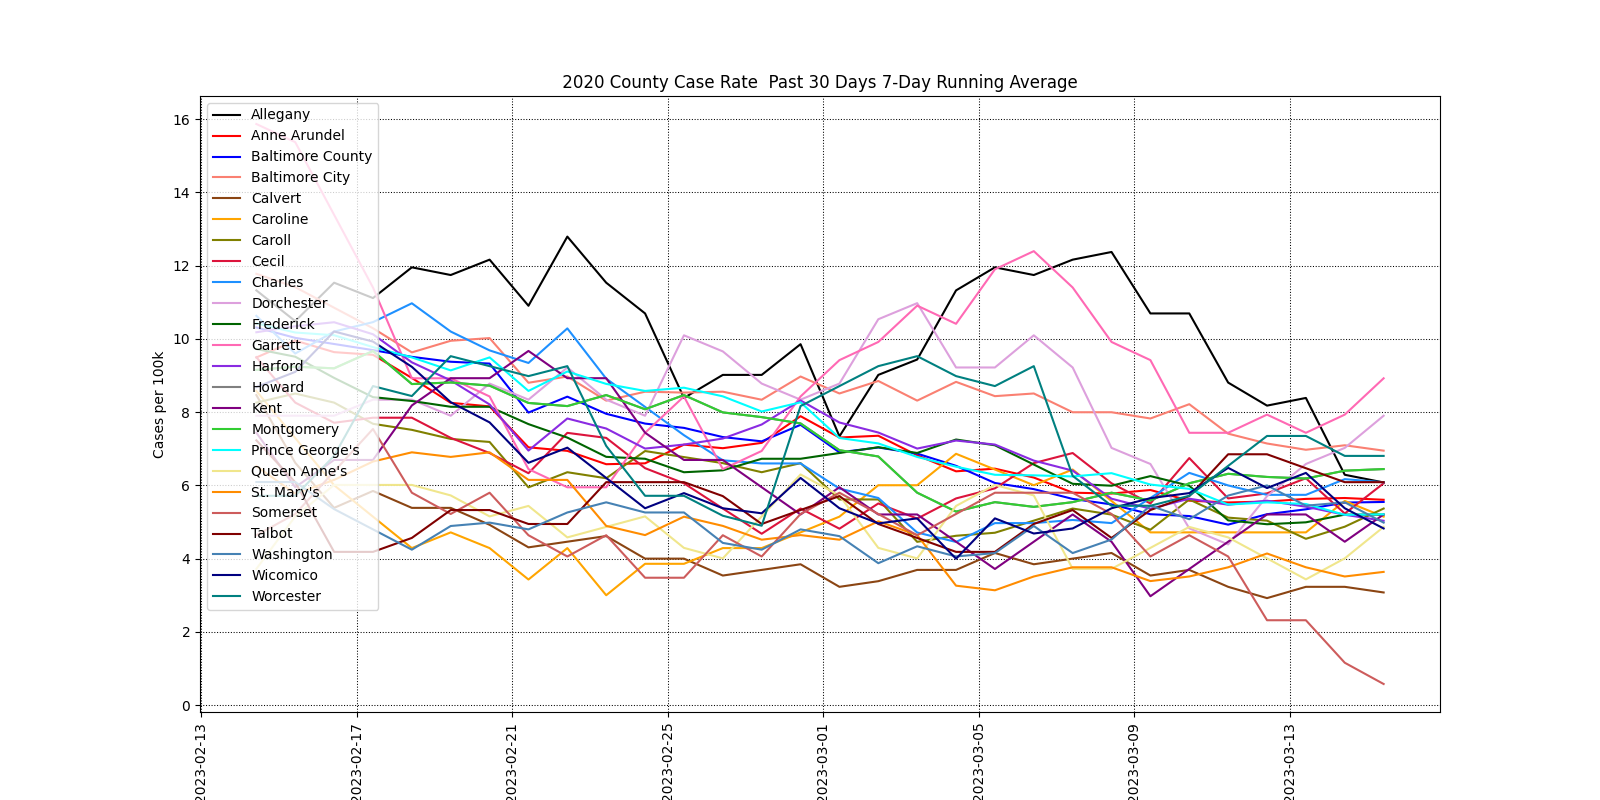 2020 County Case Rate  Past 30 Days 7-Day Running Average
Cases per 100k
16
14
12
10
8
6
4
2
0
Allegany
Anne Arundel
Baltimore County
Baltimore City
Calvert
Caroline
Caroll
Cecil
Charles
Dorchester
Frederick
Garrett
Harford
Howard
Kent
Montgomery
Prince George's
Queen Anne's
St. Mary's
Somerset
Talbot
Washington
Wicomico
Worcester
2023-02-13
2023-02-17
2023-02-21
2023-02-25
2023-03-01
2023-03-05
2023-03-09
2023-03-13